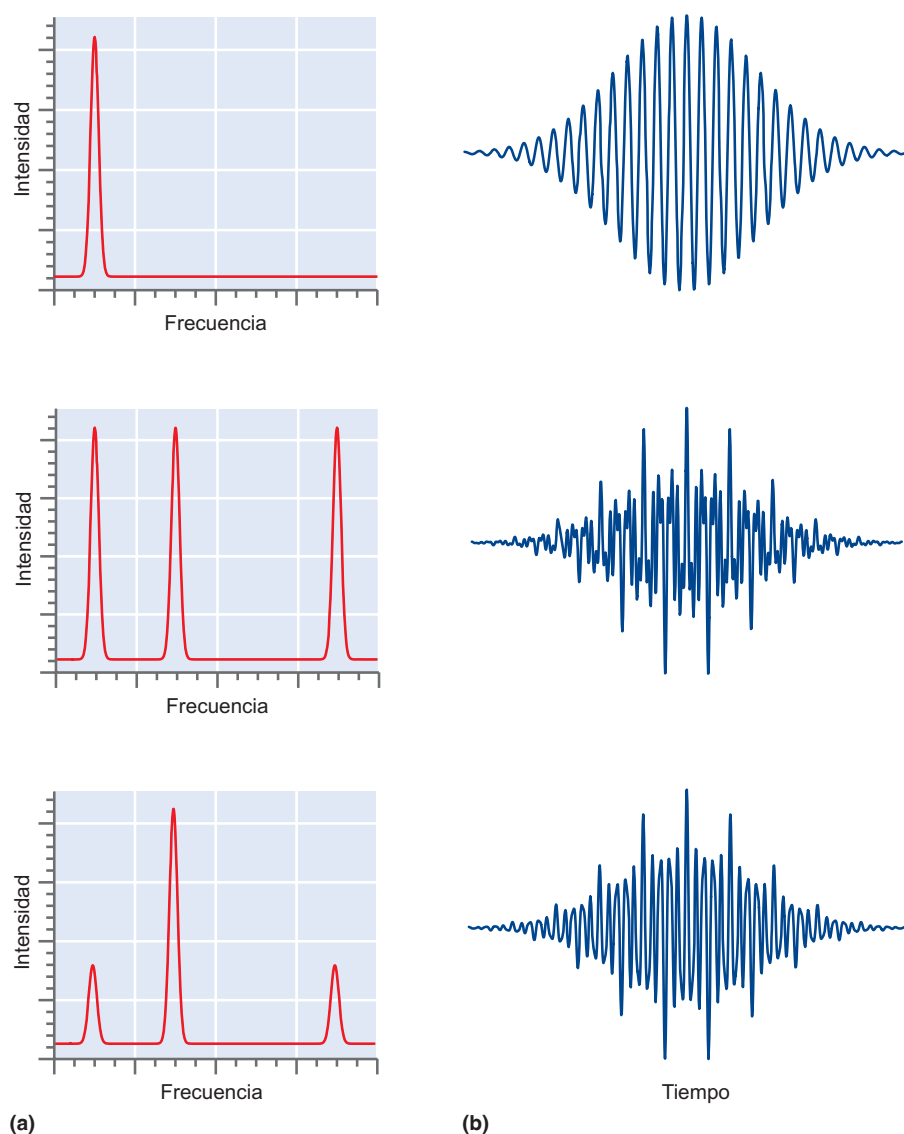 Intensidad
Frecuencia
Intensidad
Frecuencia
Intensidad
Frecuencia
Tiempo
(a)
(b)